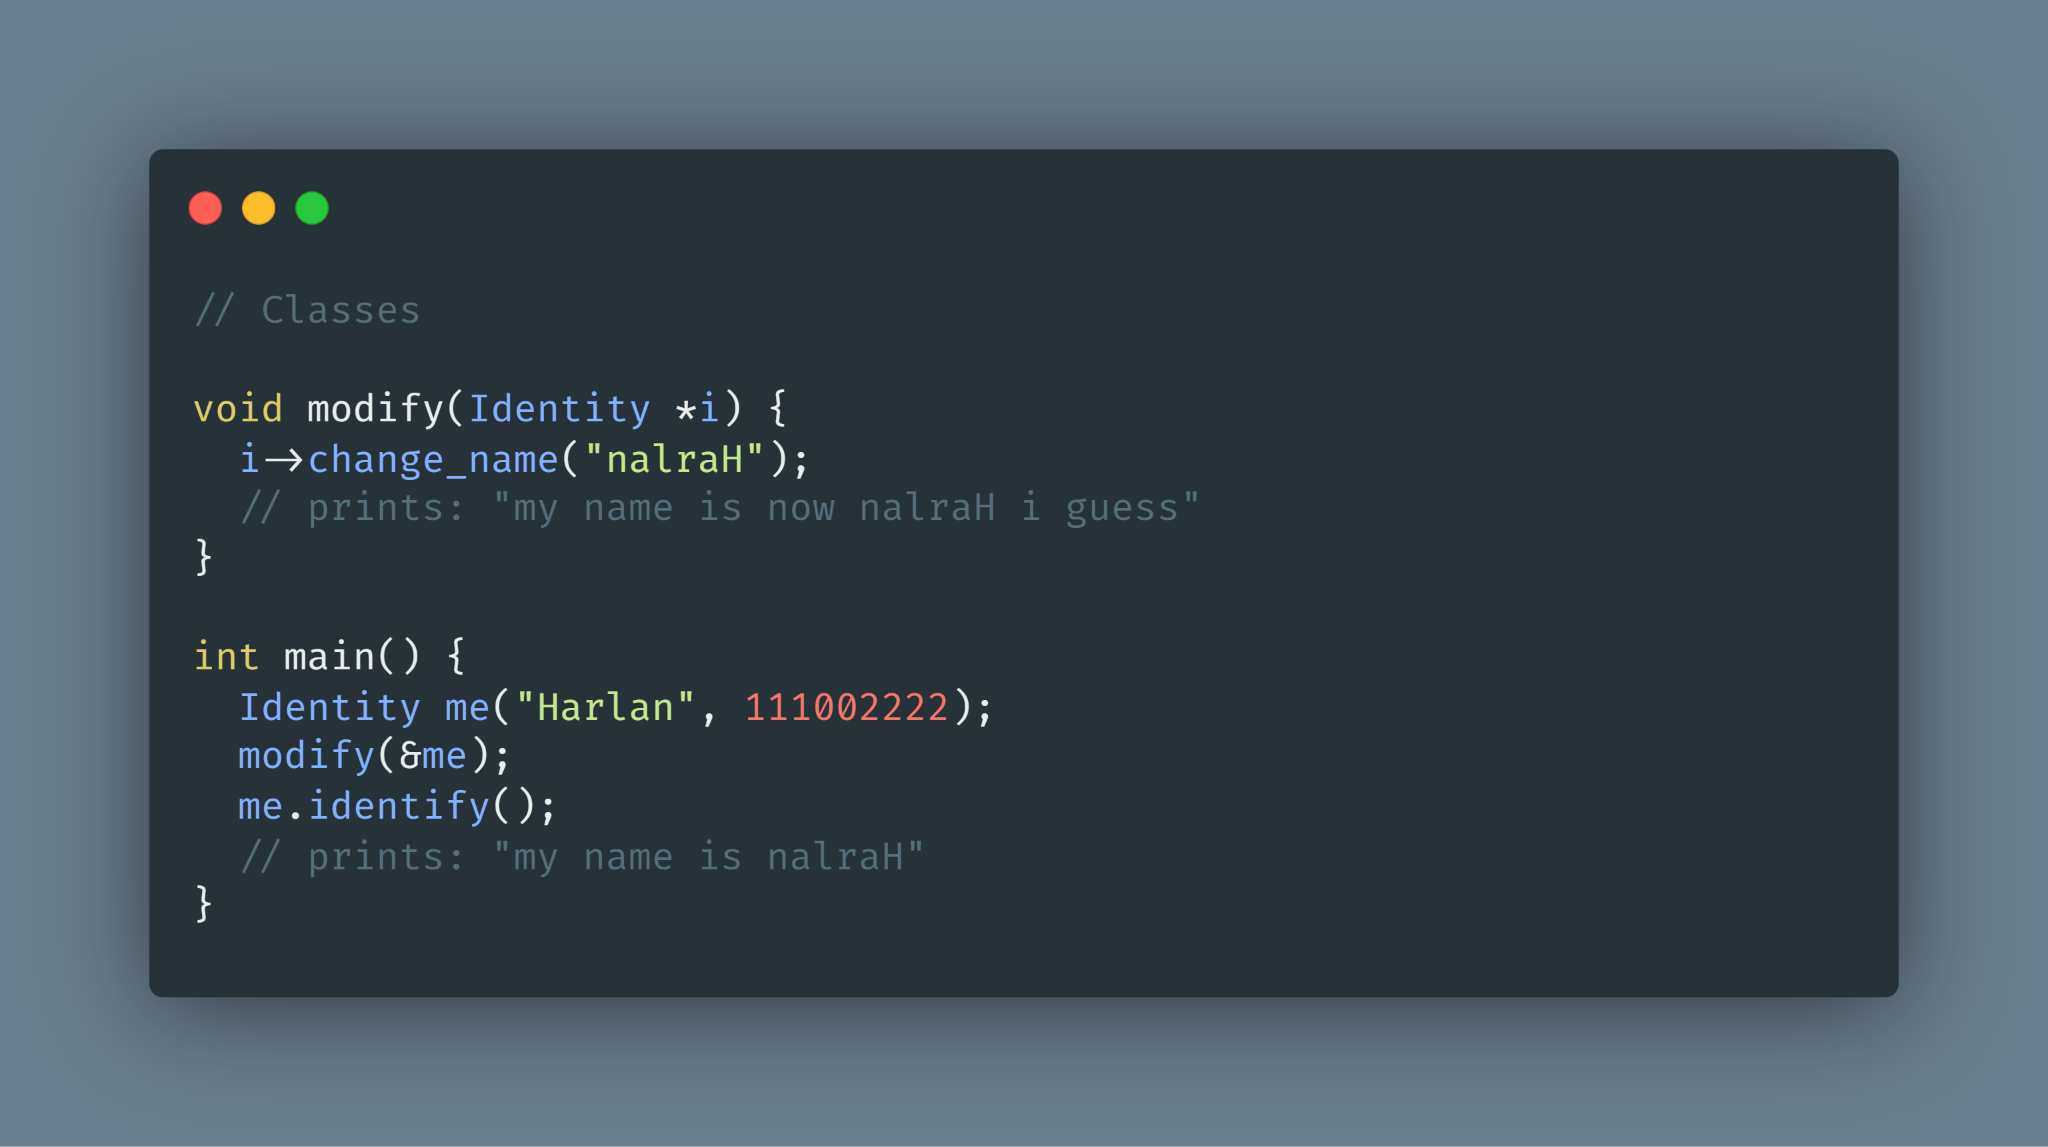 // Classes
void modify(Identity *i) {
i->change_name("nalraH");
// prints: "my name is now nalraH i guess"
}
int main() {
Identity me("Harlan", 111002222);
modify(&me);
me.identify();
// prints: "my name is nalraH"
}